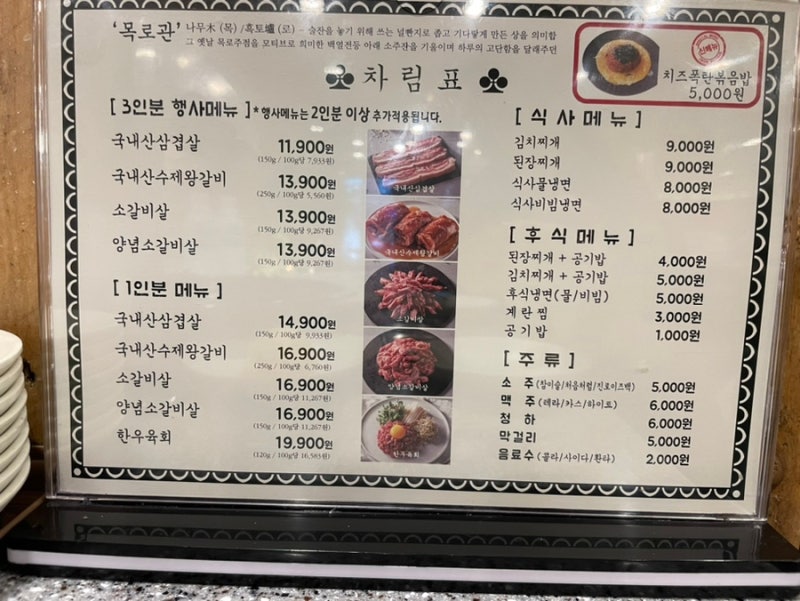 '목로관' 나무木 (목) /흑토壚 (로) - 술잔을 놓기 위해 쓰는 널빤지로 좁고 기다랗게 만든 상을 의미함
그 옛날 목로주점을 모티브로 희미한 백열전등 아래 소주잔을 기울이며 하루의 고단함을 달래주던
치즈폭탄볶음밥
5,000원
차림표
[ 3인분 행사메뉴 ] * 행사메뉴는 2인분 이상 추가적용됩니다.
국내산삼겹살 11,900원
(150g / 100g당 7,933원)
국내산수제왕갈비 13,900원
(250g / 100g당 5,560원)
소갈비살 13,900원
(150g / 100g당 9,267원)
양념소갈비살 13,900원
(150g / 100g당 9,267원)
[ 1인분 메뉴 ]
국내산삼겹살 14,900원
(150g / 100g당 9,933원)
국내산수제왕갈비 16,900원
(250g / 100g당 6,760원)
소갈비살 16,900원
(150g / 100g당 11,267원)
양념소갈비살 16,900원
(150g / 100g당 11,267원)
한우육회 19,900원
(120g / 100g당 16,583원)
국내산삼겹살
국내산수제왕갈비
소갈비살
양념소갈비살
한우육회
[ 식사메뉴 ]
김치찌개 9,000원
된장찌개 9,000원
식사물냉면 8,000원
식사비빔냉면 8,000원
[ 후식메뉴 ]
된장찌개 + 공기밥 4,000원
김치찌개 + 공기밥 5,000원
후식냉면(물/비빔) 5,000원
계란찜 3,000원
공기밥 1,000원
[ 주류 ]
소주 (참이슬/처음처럼/진로이즈백) 5,000원
맥주 (테라/카스/하이트) 6,000원
청하 6,000원
막걸리 5,000원
음료수 (콜라/사이다/환타) 2,000원